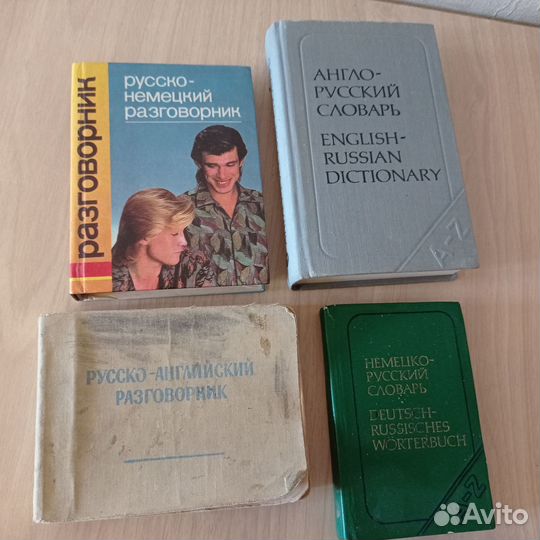 разговорник
русско-
немецкий
разговорник
АНГЛО-
РУССКИЙ
СЛОВАРЬ
ENGLISH-
RUSSIAN
DICTIONARY
A-Z
РУССКО-АНГЛИЙСКИЙ
РАЗГОВОРНИК
НЕМЕЦКО-
РУССКИЙ
СЛОВАРЬ
DEUTSCH-
RUSSISCHES
WÖRTERBUCH
-Z
Avito